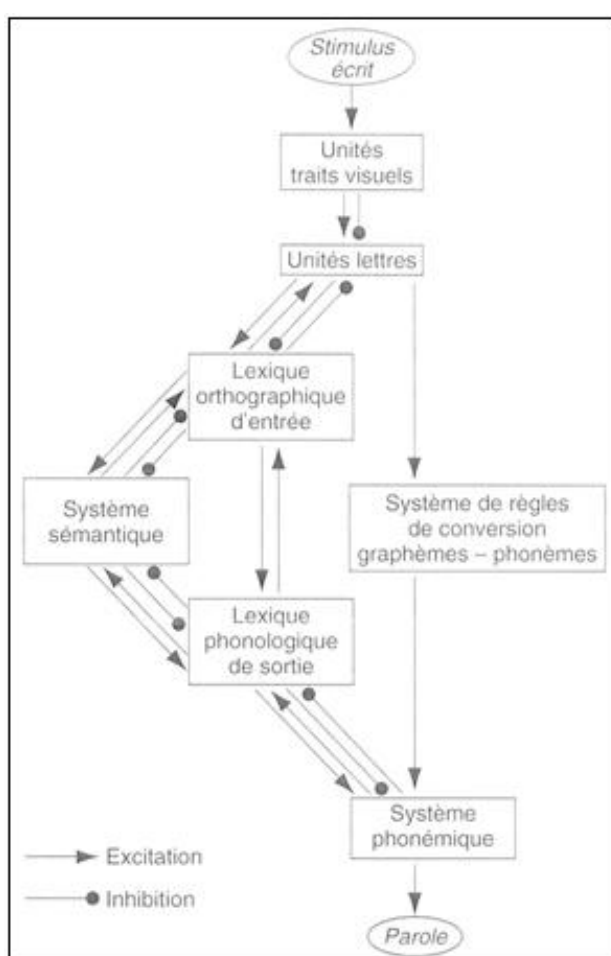 Stimulus
écrit
Unités
traits visuels
Unités lettres
Lexique
orthographique
d'entrée
Système
sémantique
Système de règles
de conversion
graphèmes – phonèmes
Lexique
phonologique
de sortie
Système
phonémique
Excitation
Inhibition
Parole